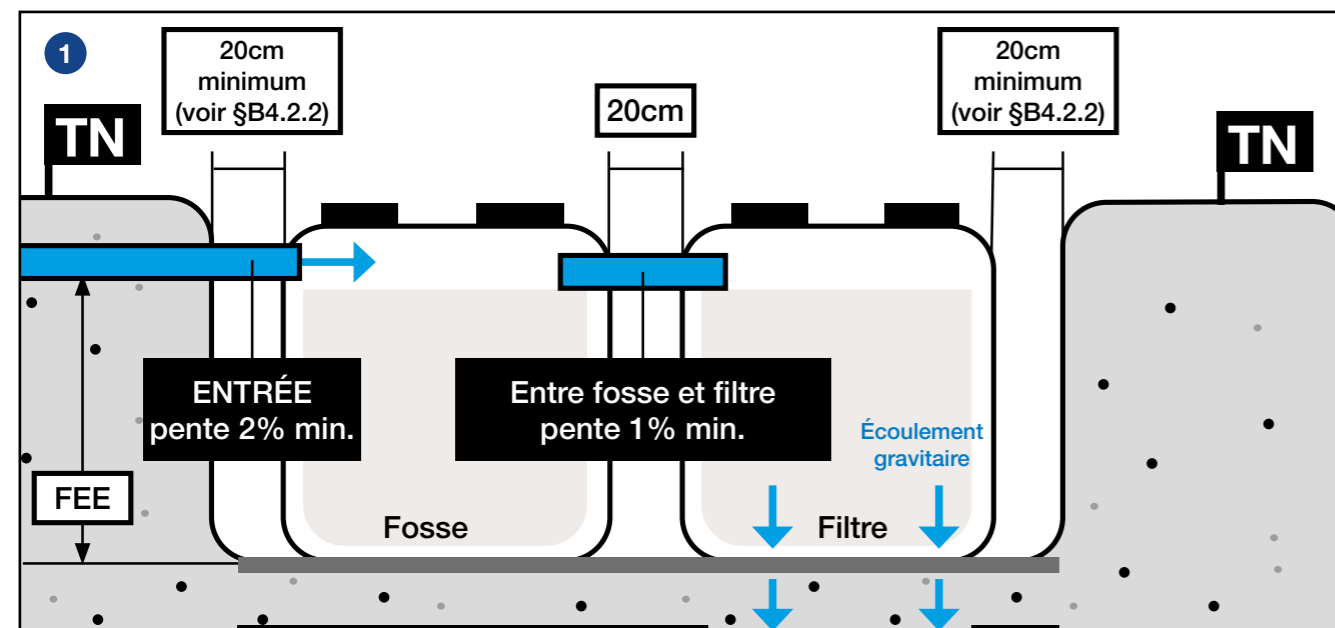 1
20cm
minimum
(voir §B4.2.2)
20cm
20cm
minimum
(voir §B4.2.2)
TN
TN
ENTRÉE
pente 2% min.
Entre fosse et filtre
pente 1% min.
Écoulement
gravitaire
FEE
Fosse
Filtre